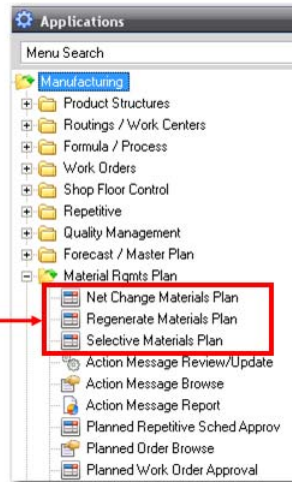 Applications
Menu Search
Manufacturing
Product Structures
Routings / Work Centers
Formula / Process
Work Orders
Shop Floor Control
Repetitive
Quality Management
Forecast / Master Plan
Material Rqmts Plan
Net Change Materials Plan
Regenerate Materials Plan
Selective Materials Plan
Action Message Review/Update
Action Message Browse
Action Message Report
Planned Repetitive Sched Approv
Planned Order Browse
Planned Work Order Approval